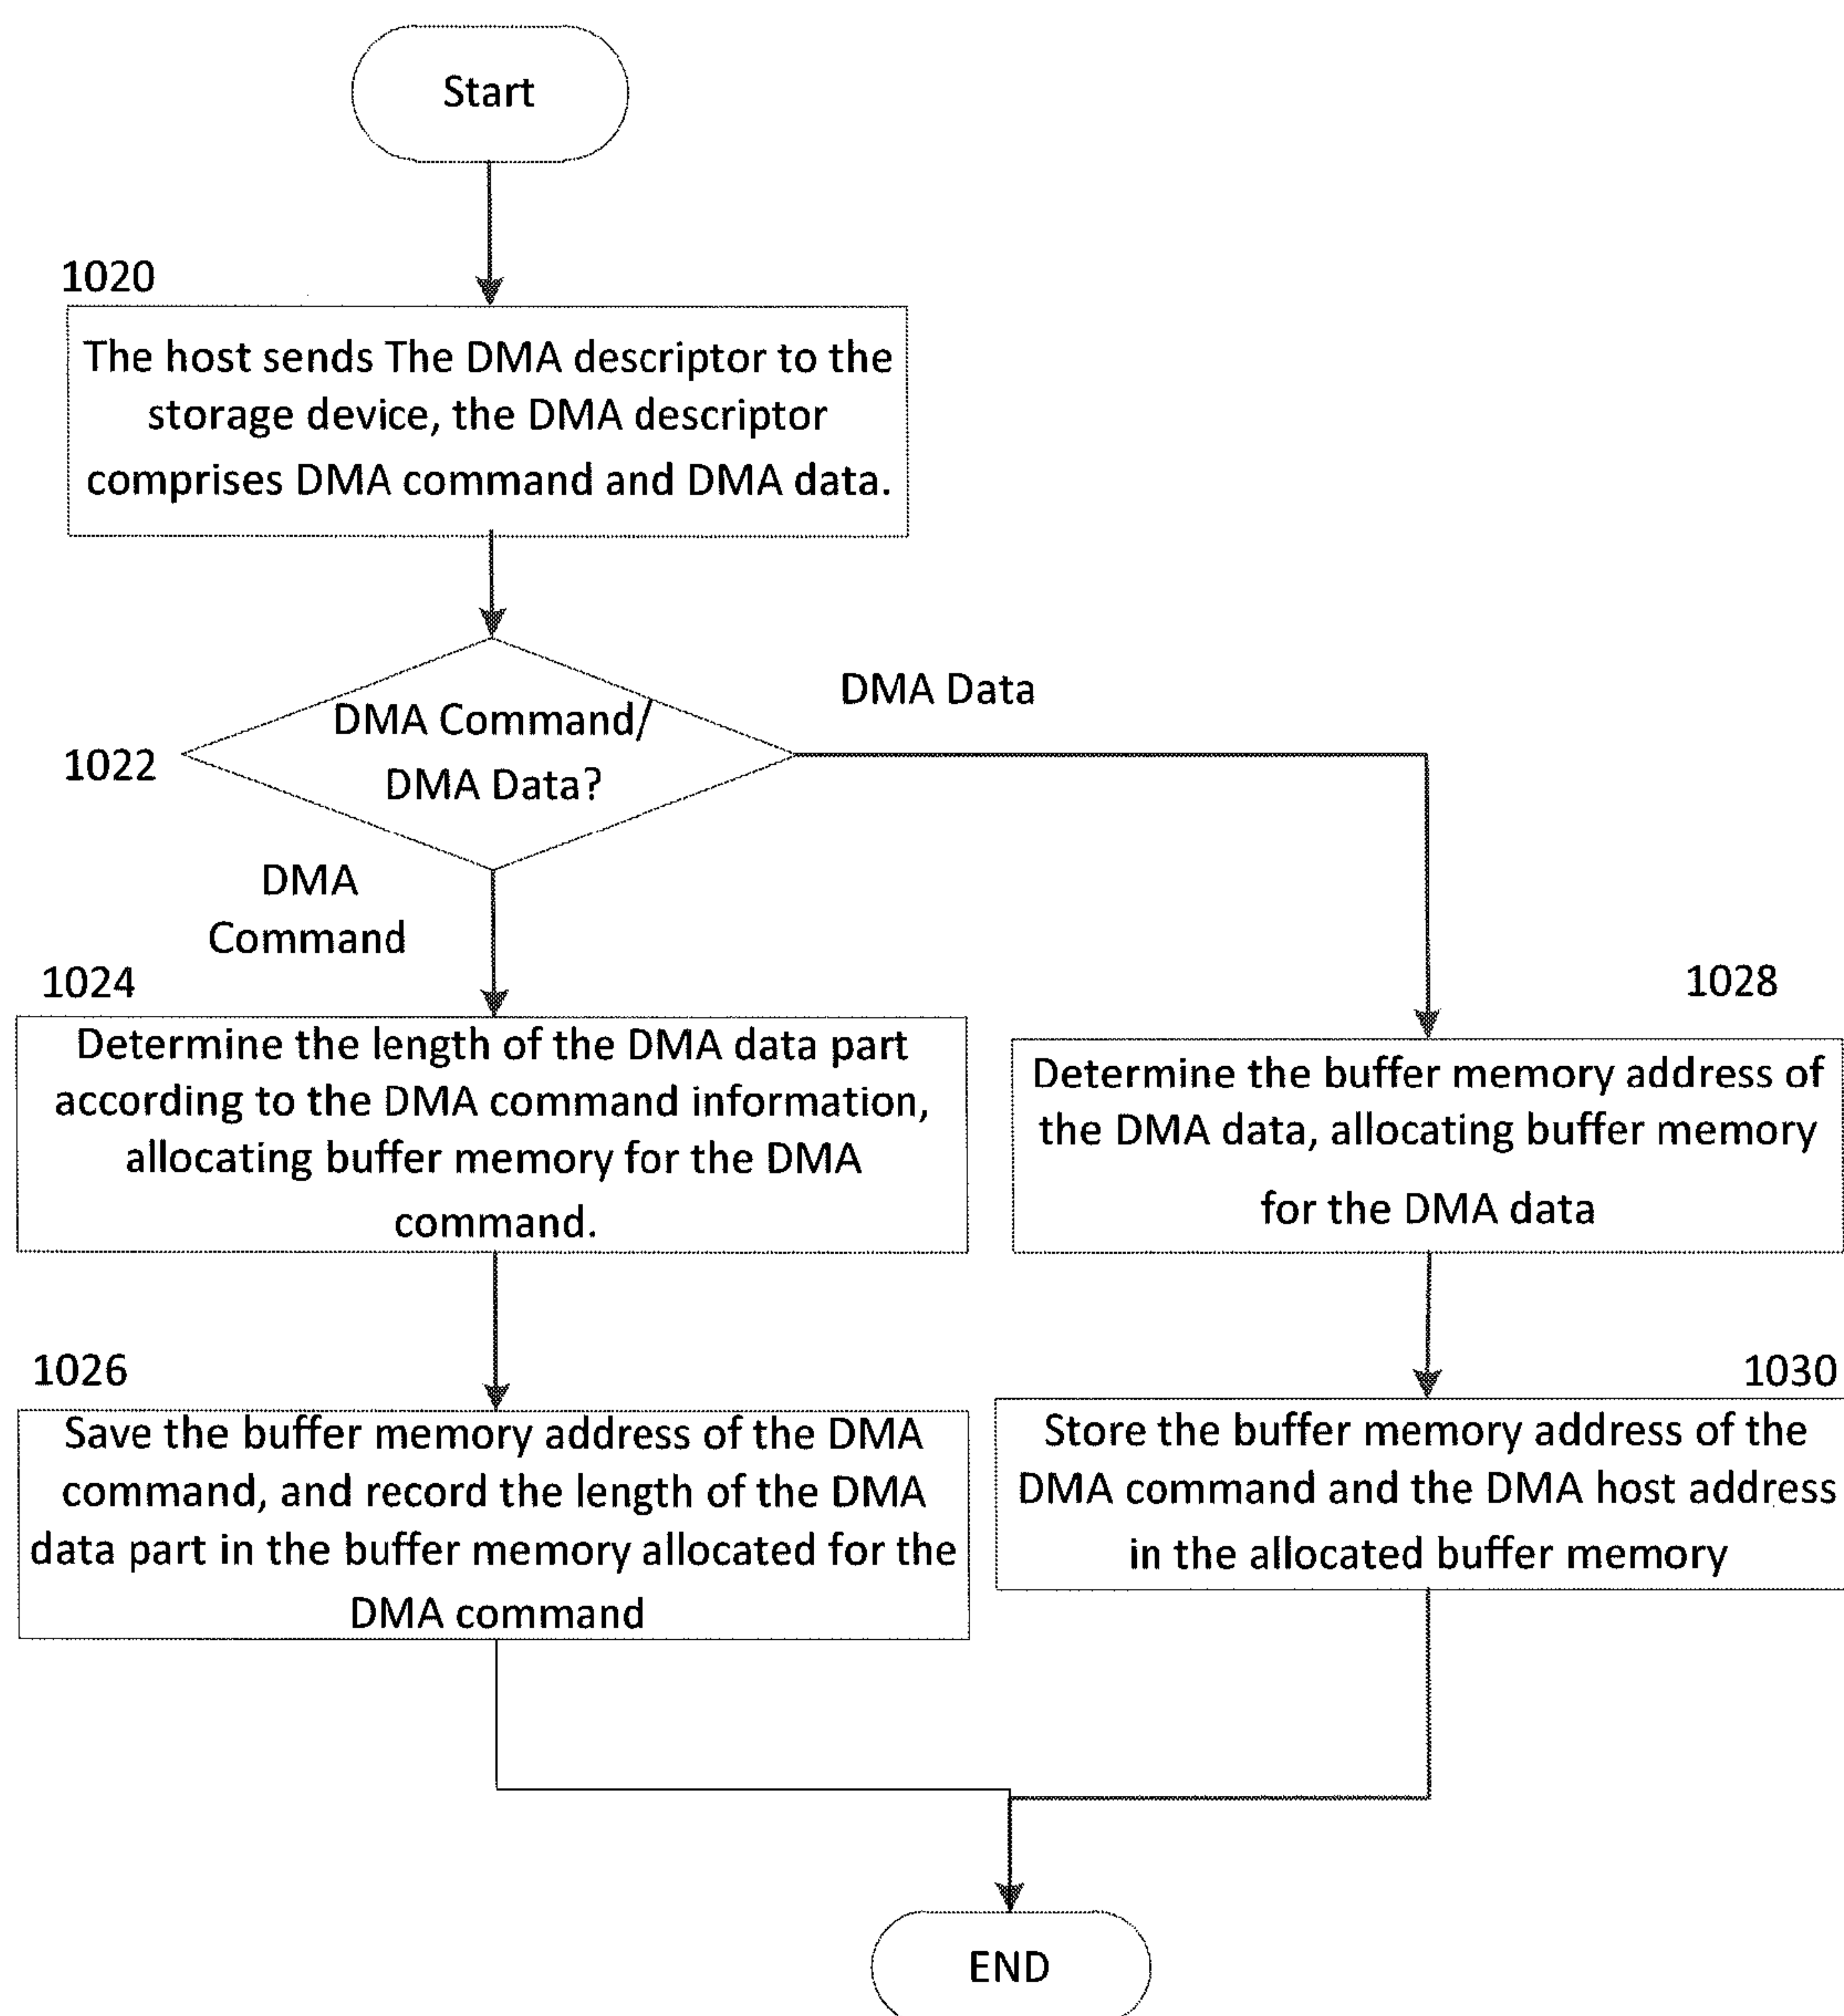 Start
1020
The host sends The DMA descriptor to the
storage device, the DMA descriptor
comprises DMA command and DMA data.
1022
DMA Command/
DMA Data?
DMA Data
DMA
Command
1024
Determine the length of the DMA data part
according to the DMA command information,
allocating buffer memory for the DMA
command.
1028
Determine the buffer memory address of
the DMA data, allocating buffer memory
for the DMA data
1026
Save the buffer memory address of the DMA
command, and record the length of the DMA
data part in the buffer memory allocated for the
DMA command
1030
Store the buffer memory address of the
DMA command and the DMA host address
in the allocated buffer memory
END